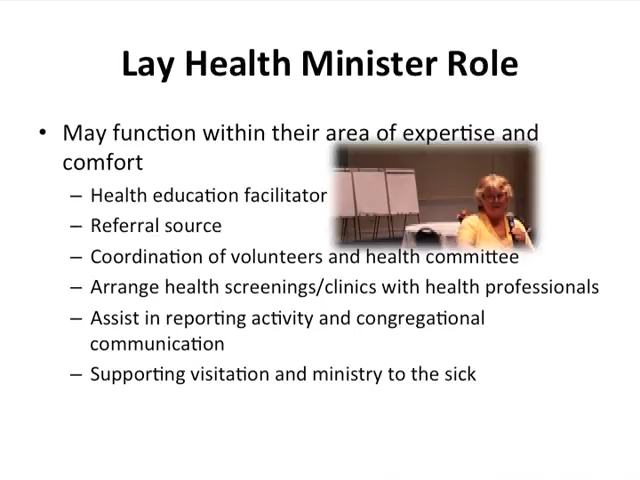 Lay Health Minister Role
• May function within their area of expertise and
comfort
– Health education facilitator
– Referral source
– Coordination of volunteers and health committee
– Arrange health screenings/clinics with health professionals
– Assist in reporting activity and congregational
communication
– Supporting visitation and ministry to the sick